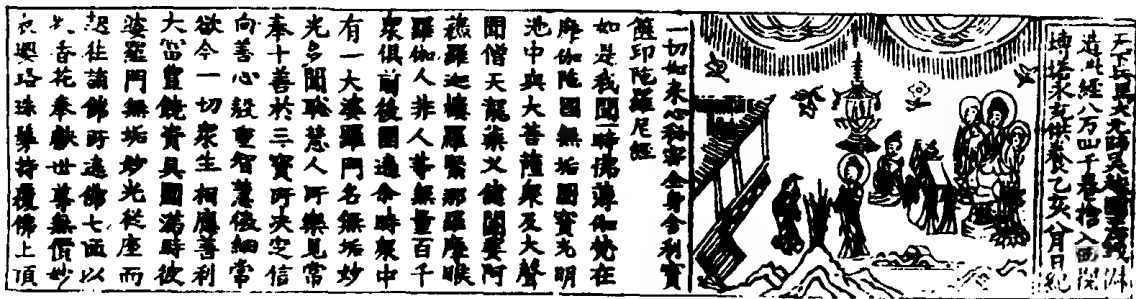 天下兵馬大元帥吳越國王錢俶
造此經八万四千卷捨入西関
塼塔永充供養乙亥八月日紀
一切如来心秘密全身舍利寳
篋印陁羅尼經
如是我聞一時佛薄伽梵在
摩伽陁國無垢園寳光明
池中與大菩薩衆及大聲
聞僧天龍藥叉健闥婆阿
蘓羅迦樓羅緊那羅摩睺
羅伽人非人等無量百千
衆俱前後圍遶尒時衆中
有一大婆羅門名無垢妙
光多聞聡慧人所樂見常
奉十善於三寳所决定信
向善心殷重智慧微細常
欲令一切衆生相應善利
大富豐饒資具圓滿時彼
婆羅門無垢妙光從座而
起往詣佛所遶佛七匝以
香花奉獻世尊無價妙
衣瓔珞珠鬘持覆佛上頂